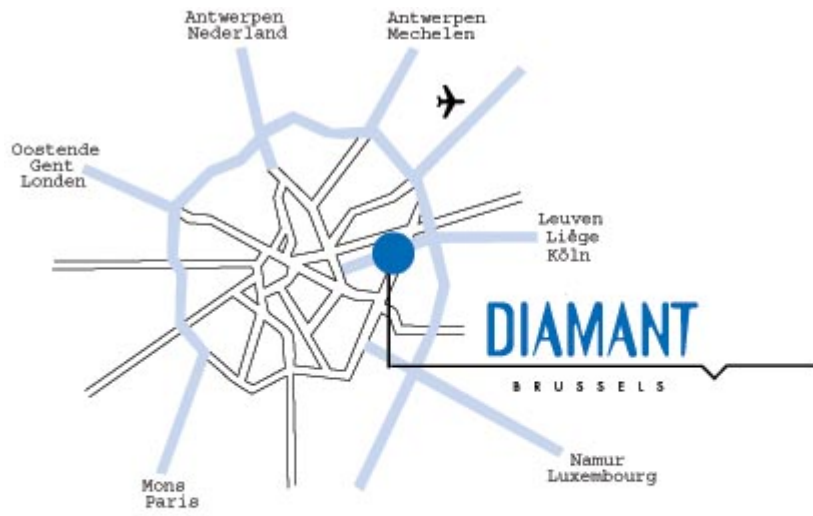 Antwerpen
Nederland
Antwerpen
Mechelen
Oostende
Gent
Londen
Leuven
Liège
Köln
DIAMANT
BRUSSELS
Namur
Luxembourg
Mons
Paris